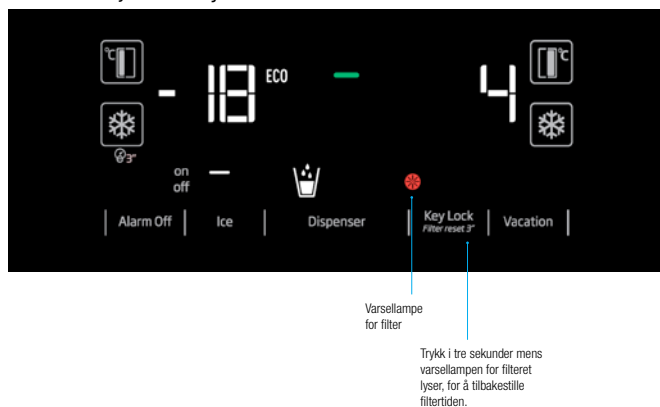 °C
°C
- 18 ECO
4
3"
on
off
Alarm Off
Ice
Dispenser
Key Lock
Filter reset 3"
Vacation
Varsellampe
for filter
Trykk i tre sekunder mens
varsellampen for filteret
lyser, for å tilbakestille
filtertiden.